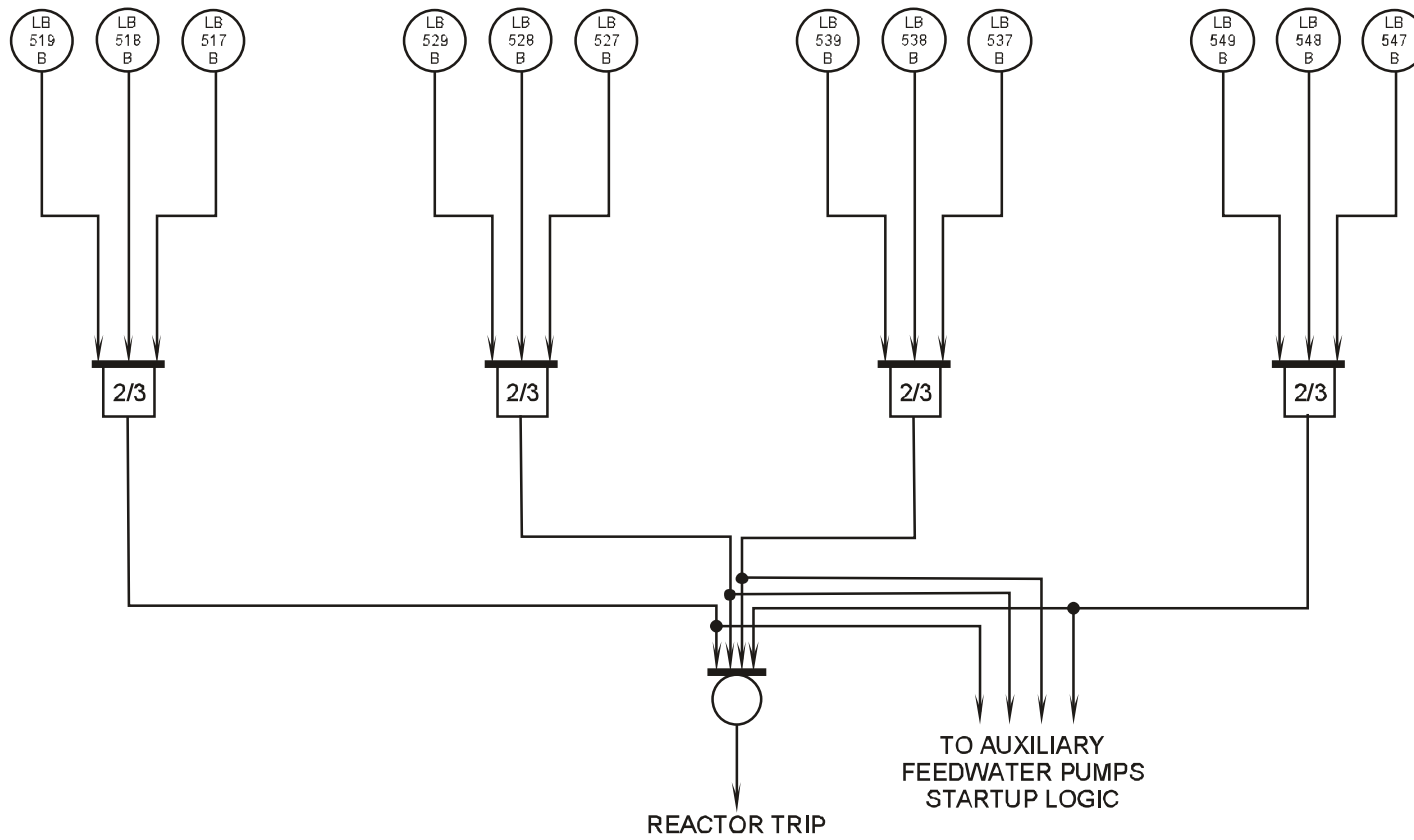 LB
519
B
LB
518
B
LB
517
B
LB
529
B
LB
528
B
LB
527
B
LB
539
B
LB
538
B
LB
537
B
LB
549
B
LB
548
B
LB
547
B
2/3
2/3
2/3
2/3
TO AUXILIARY
FEEDWATER PUMPS
STARTUP LOGIC
REACTOR TRIP